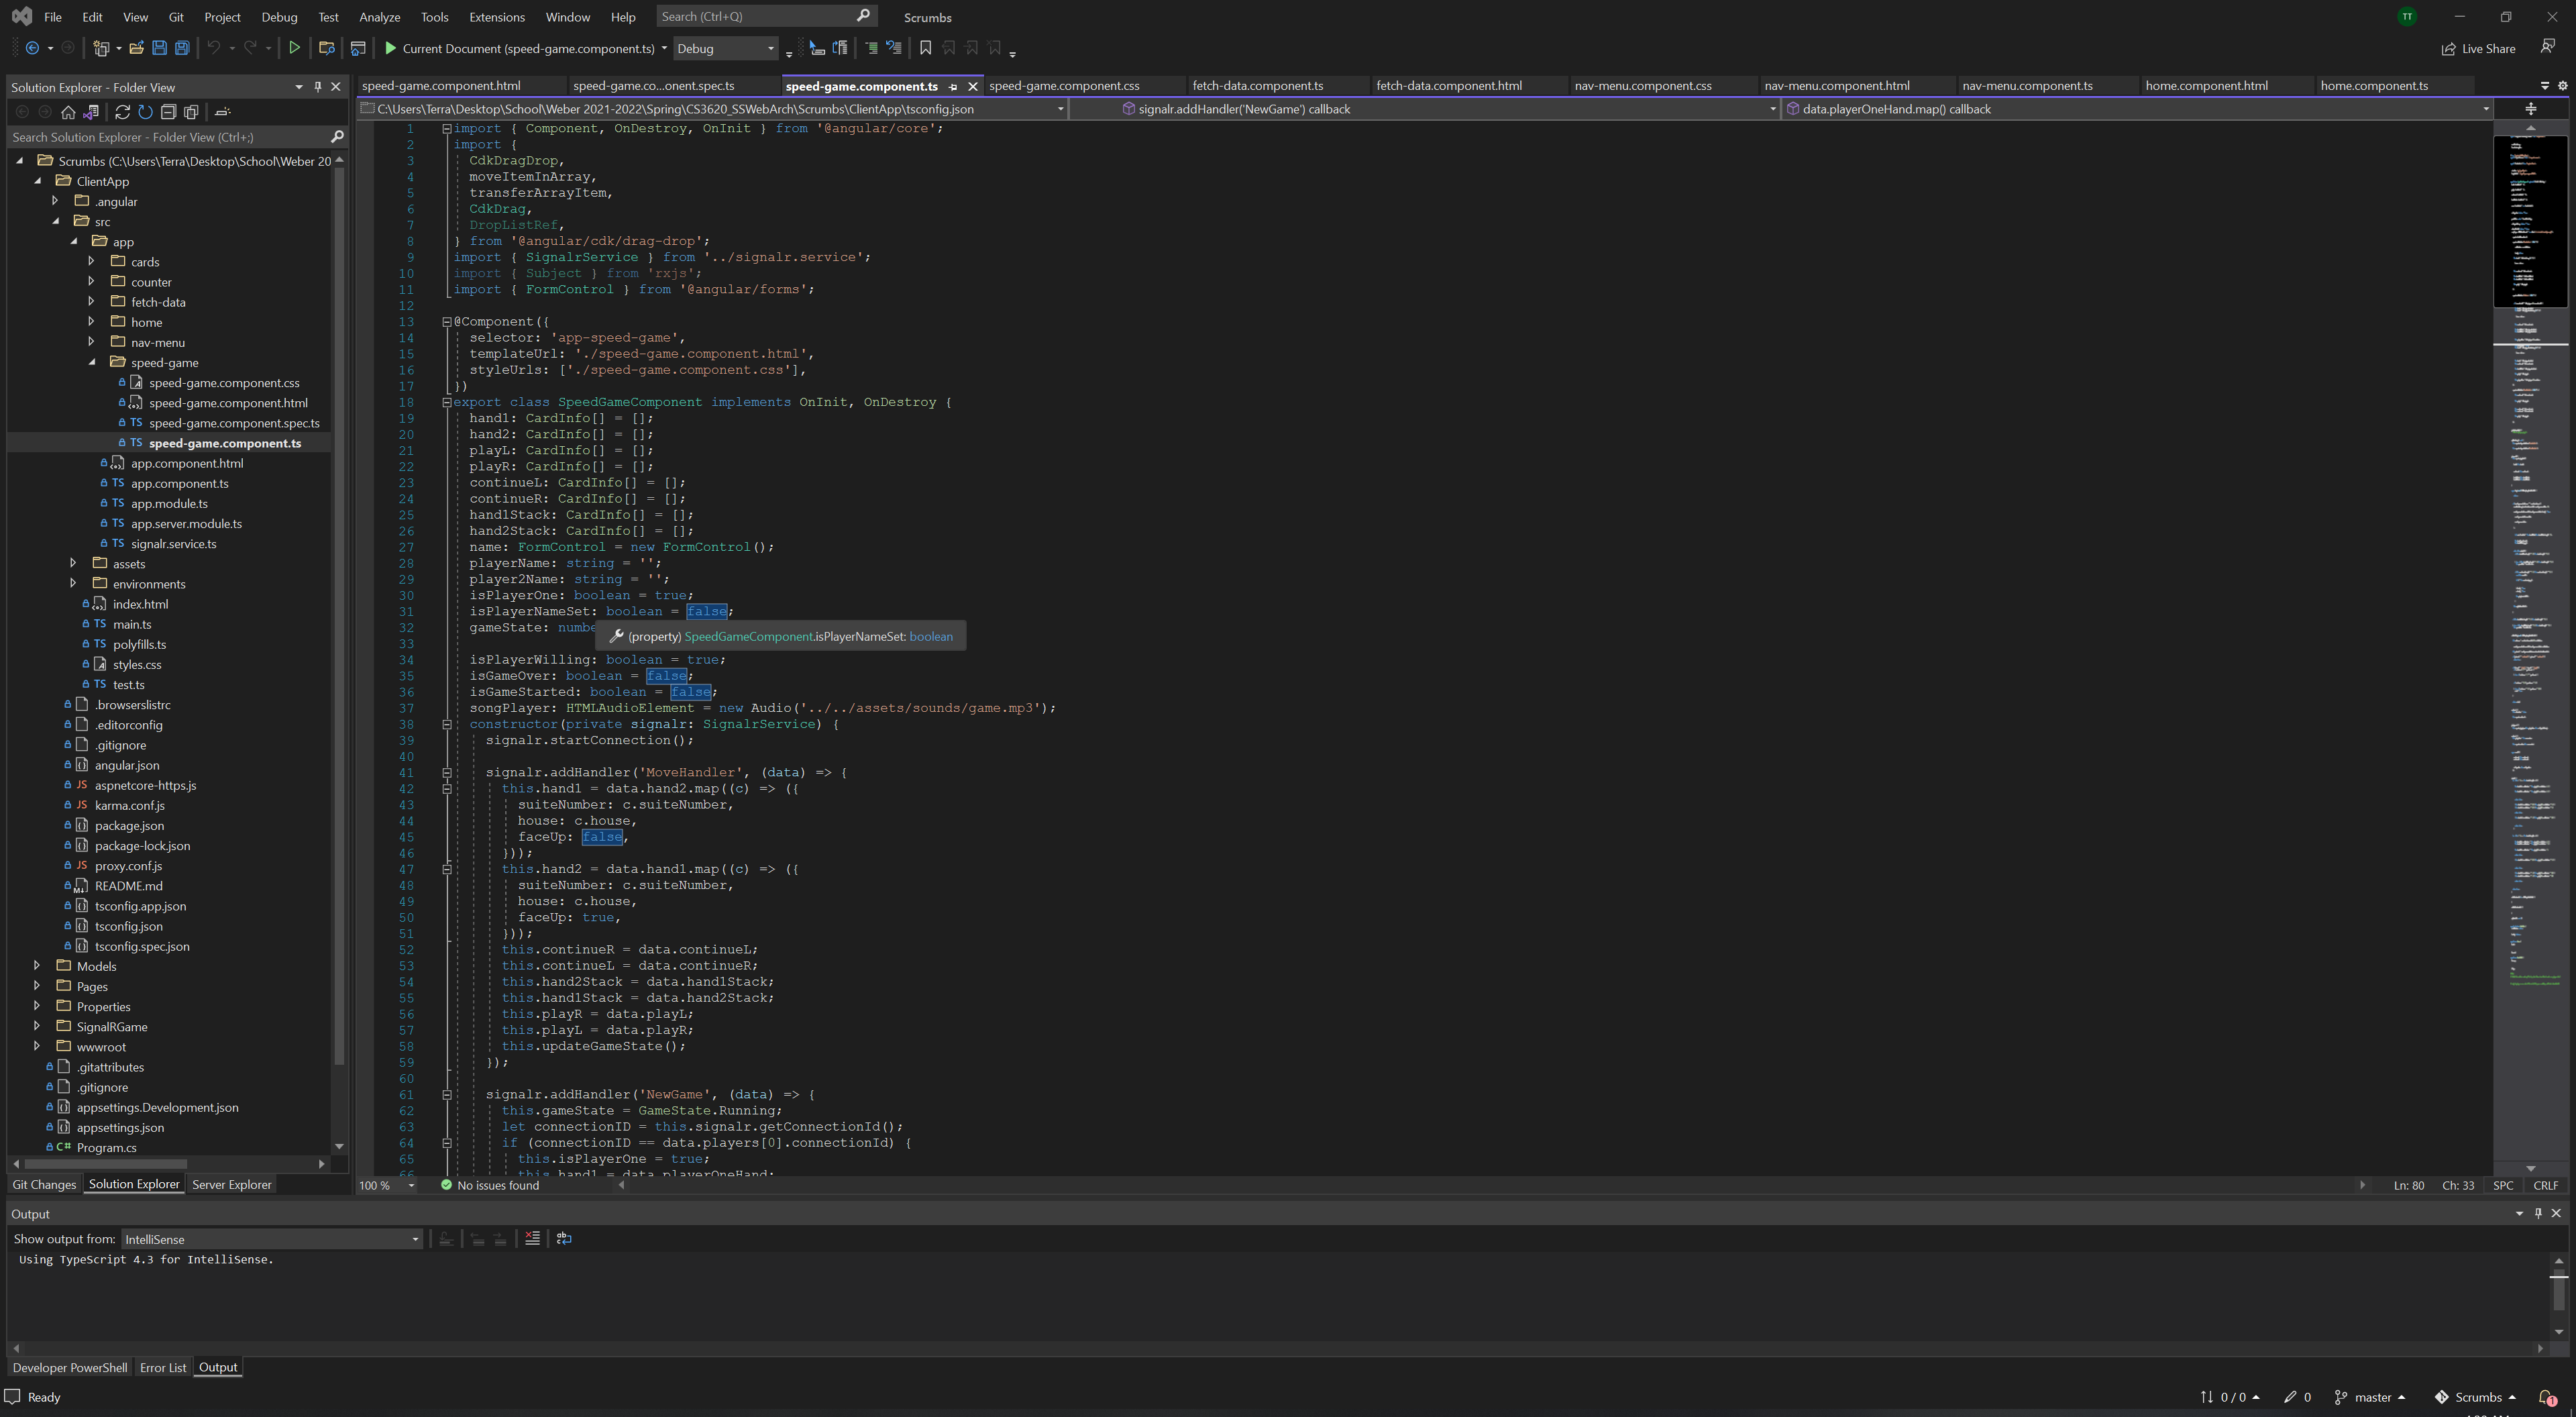 File Edit View Git Project Debug Test Analyze Tools Extensions Window Help Search (Ctrl+Q) Scrumbs TT
Current Document (speed-game.component.ts) Debug Live Share
Solution Explorer - Folder View
speed-game.component.html speed-game.co...onent.spec.ts speed-game.component.ts speed-game.component.css fetch-data.component.ts fetch-data.component.html nav-menu.component.css nav-menu.component.html nav-menu.component.ts home.component.html home.component.ts
C:\Users\Terra\Desktop\School\Weber 2021-2022\Spring\CS3620_SSWebArch\Scrumbs\ClientApp\tsconfig.json signalr.addHandler('NewGame') callback data.playerOneHand.map() callback
Search Solution Explorer - Folder View (Ctrl+;)
Scrumbs (C:\Users\Terra\Desktop\School\Weber 20
ClientApp
.angular
src
app
cards
counter
fetch-data
home
nav-menu
speed-game
speed-game.component.css
speed-game.component.html
TS speed-game.component.spec.ts
TS speed-game.component.ts
app.component.html
TS app.component.ts
TS app.module.ts
TS app.server.module.ts
TS signalr.service.ts
assets
environments
index.html
TS main.ts
TS polyfills.ts
styles.css
TS test.ts
.browserslistrc
.editorconfig
.gitignore
angular.json
JS aspnetcore-https.js
JS karma.conf.js
package.json
package-lock.json
JS proxy.conf.js
README.md
tsconfig.app.json
tsconfig.json
tsconfig.spec.json
Models
Pages
Properties
SignalRGame
wwwroot
.gitattributes
.gitignore
appsettings.Development.json
appsettings.json
C# Program.cs
Git Changes Solution Explorer Server Explorer
1 import { Component, OnDestroy, OnInit } from '@angular/core';
2 import {
3 CdkDragDrop,
4 moveItemInArray,
5 transferArrayItem,
6 CdkDrag,
7 DropListRef,
8 } from '@angular/cdk/drag-drop';
9 import { SignalrService } from '../signalr.service';
10 import { Subject } from 'rxjs';
11 import { FormControl } from '@angular/forms';
12
13 @Component({
14 selector: 'app-speed-game',
15 templateUrl: './speed-game.component.html',
16 styleUrls: ['./speed-game.component.css'],
17 })
18 export class SpeedGameComponent implements OnInit, OnDestroy {
19 hand1: CardInfo[] = [];
20 hand2: CardInfo[] = [];
21 playL: CardInfo[] = [];
22 playR: CardInfo[] = [];
23 continueL: CardInfo[] = [];
24 continueR: CardInfo[] = [];
25 hand1Stack: CardInfo[] = [];
26 hand2Stack: CardInfo[] = [];
27 name: FormControl = new FormControl();
28 playerName: string = '';
29 player2Name: string = '';
30 isPlayerOne: boolean = true;
31 isPlayerNameSet: boolean = false;
32 gameState: numbe
(property) SpeedGameComponent.isPlayerNameSet: boolean
33
34 isPlayerWilling: boolean = true;
35 isGameOver: boolean = false;
36 isGameStarted: boolean = false;
37 songPlayer: HTMLAudioElement = new Audio('../../assets/sounds/game.mp3');
38 constructor(private signalr: SignalrService) {
39 signalr.startConnection();
40
41 signalr.addHandler('MoveHandler', (data) => {
42 this.hand1 = data.hand2.map((c) => ({
43 suiteNumber: c.suiteNumber,
44 house: c.house,
45 faceUp: false,
46 }));
47 this.hand2 = data.hand1.map((c) => ({
48 suiteNumber: c.suiteNumber,
49 house: c.house,
50 faceUp: true,
51 }));
52 this.continueR = data.continueL;
53 this.continueL = data.continueR;
54 this.hand2Stack = data.hand1Stack;
55 this.hand1Stack = data.hand2Stack;
56 this.playR = data.playL;
57 this.playL = data.playR;
58 this.updateGameState();
59 });
60
61 signalr.addHandler('NewGame', (data) => {
62 this.gameState = GameState.Running;
63 let connectionID = this.signalr.getConnectionId();
64 if (connectionID == data.players[0].connectionId) {
65 this.isPlayerOne = true;
66 this.hand1 = data.playerOneHand.
100 % No issues found Ln: 80 Ch: 33 SPC CRLF
Output
Show output from: IntelliSense
Using TypeScript 4.3 for IntelliSense.
Developer PowerShell Error List Output
Ready 0 / 0 0 master Scrumbs 1